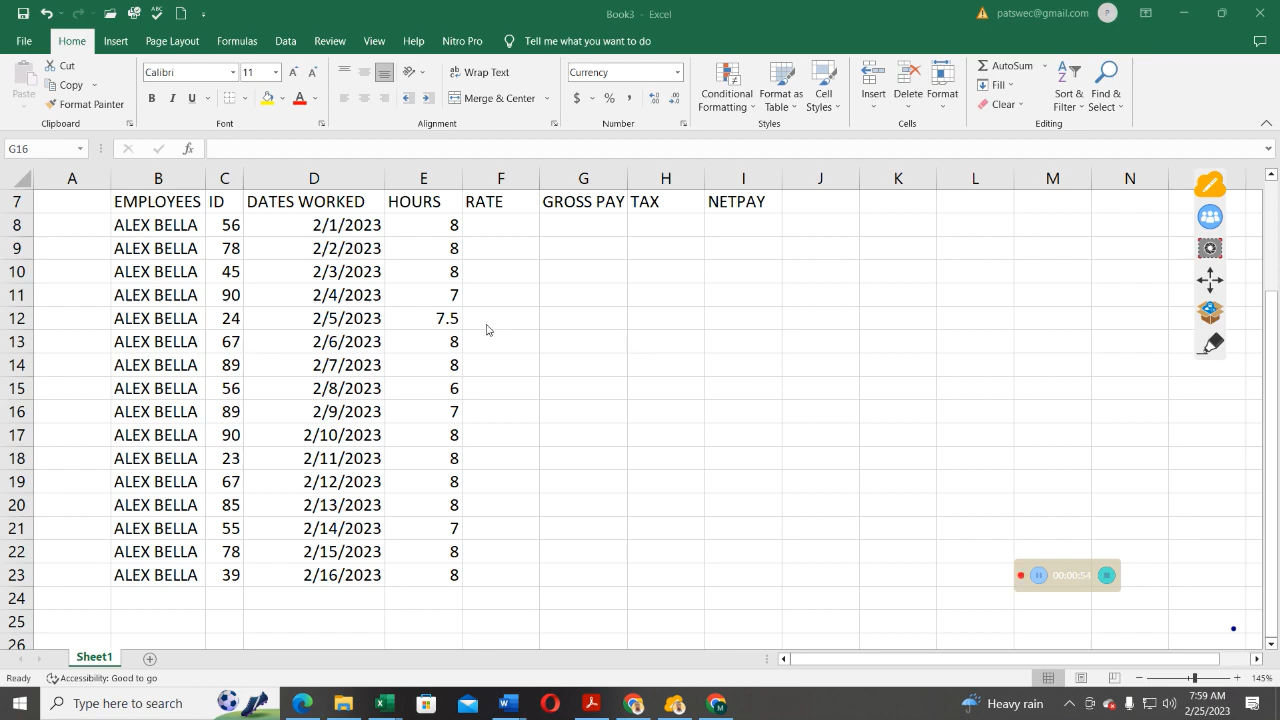 Book3 - Excel
patswec@gmail.com P
File Home Insert Page Layout Formulas Data Review View Help Nitro Pro Tell me what you want to do
Paste Cut Copy Format Painter
Calibri 11
B I U A
Wrap Text
Merge & Center
Currency
$ % ,
Conditional Formatting Format as Table Cell Styles
Insert Delete Format
AutoSum Fill Clear
Sort & Filter Find & Select
Clipboard Font Alignment Number Styles Cells Editing
G16 fx
A B C D E F G H I J K L M N
7 EMPLOYEES ID DATES WORKED HOURS RATE GROSS PAY TAX NETPAY
8 ALEX BELLA 56 2/1/2023 8
9 ALEX BELLA 78 2/2/2023 8
10 ALEX BELLA 45 2/3/2023 8
11 ALEX BELLA 90 2/4/2023 7
12 ALEX BELLA 24 2/5/2023 7.5
13 ALEX BELLA 67 2/6/2023 8
14 ALEX BELLA 89 2/7/2023 8
15 ALEX BELLA 56 2/8/2023 6
16 ALEX BELLA 89 2/9/2023 7
17 ALEX BELLA 90 2/10/2023 8
18 ALEX BELLA 23 2/11/2023 8
19 ALEX BELLA 67 2/12/2023 8
20 ALEX BELLA 85 2/13/2023 8
21 ALEX BELLA 55 2/14/2023 7
22 ALEX BELLA 78 2/15/2023 8
23 ALEX BELLA 39 2/16/2023 8
00:00:54
24
25
26
Sheet1
Ready Accessibility: Good to go 145%
Type here to search Heavy rain 7:59 AM
2/25/2023